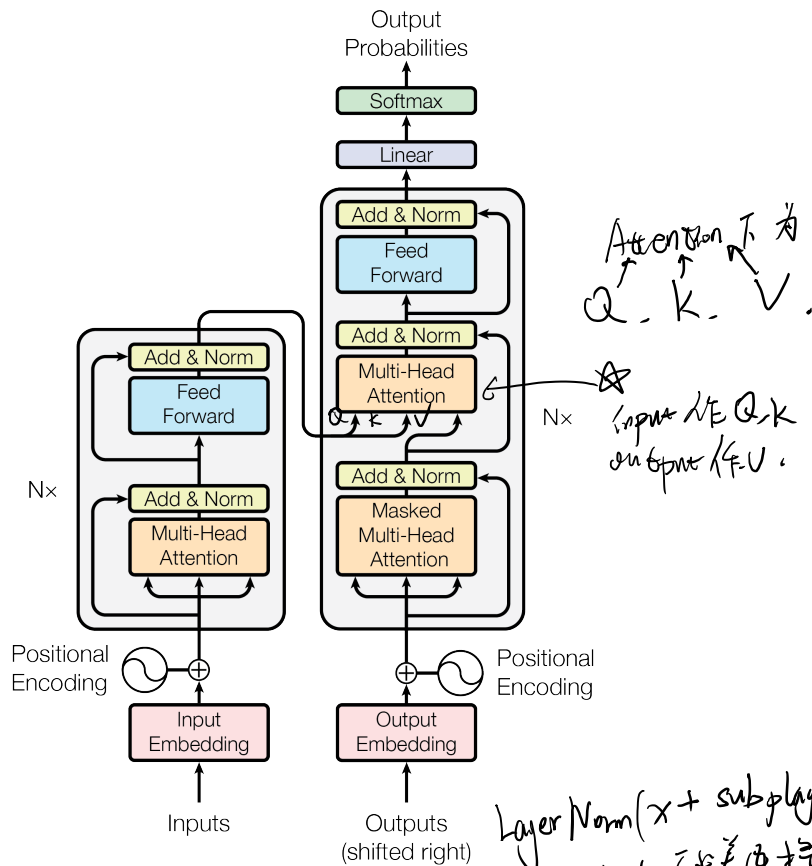 Output
Probabilities
Softmax
Linear
Add & Norm
Feed
Forward
Add & Norm
Multi-Head
Attention
Q K V
Nx
Add & Norm
Masked
Multi-Head
Attention
Positional
Encoding
Output
Embedding
Outputs
(shifted right)
Add & Norm
Feed
Forward
Nx
Add & Norm
Multi-Head
Attention
Positional
Encoding
Input
Embedding
Inputs
Attention 下为
Q. K. V.
input 作 Q.K
output 作 V.
LayerNorm(x +